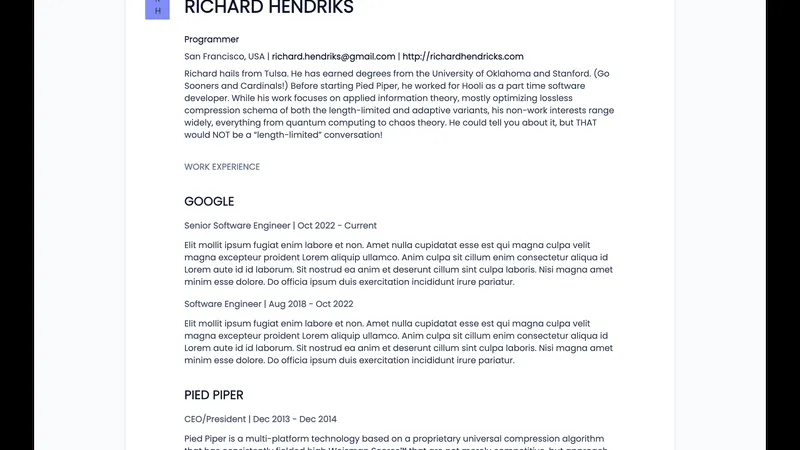 RICHARD HENDRIKS
H
Programmer
San Francisco, USA | richard.hendriks@gmail.com | http://richardhendricks.com
Richard hails from Tulsa. He has earned degrees from the University of Oklahoma and Stanford. (Go
Sooners and Cardinals!) Before starting Pied Piper, he worked for Hooli as a part time software
developer. While his work focuses on applied information theory, mostly optimizing lossless
compression schema of both the length-limited and adaptive variants, his non-work interests range
widely, everything from quantum computing to chaos theory. He could tell you about it, but THAT
would NOT be a “length-limited” conversation!
WORK EXPERIENCE
GOOGLE
Senior Software Engineer | Oct 2022 - Current
Elit mollit ipsum fugiat enim labore et non. Amet nulla cupidatat esse est qui magna culpa velit
magna excepteur proident Lorem aliquip ullamco. Anim culpa sit cillum enim consectetur aliqua id
Lorem aute id id laborum. Sit nostrud ea anim et deserunt cillum sint culpa laboris. Nisi magna amet
minim esse dolore. Do officia ipsum duis exercitation incididunt irure pariatur.
Software Engineer | Aug 2018 - Oct 2022
Elit mollit ipsum fugiat enim labore et non. Amet nulla cupidatat esse est qui magna culpa velit
magna excepteur proident Lorem aliquip ullamco. Anim culpa sit cillum enim consectetur aliqua id
Lorem aute id id laborum. Sit nostrud ea anim et deserunt cillum sint culpa laboris. Nisi magna amet
minim esse dolore. Do officia ipsum duis exercitation incididunt irure pariatur.
PIED PIPER
CEO/President | Dec 2013 - Dec 2014
Pied Piper is a multi-platform technology based on a proprietary universal compression algorithm